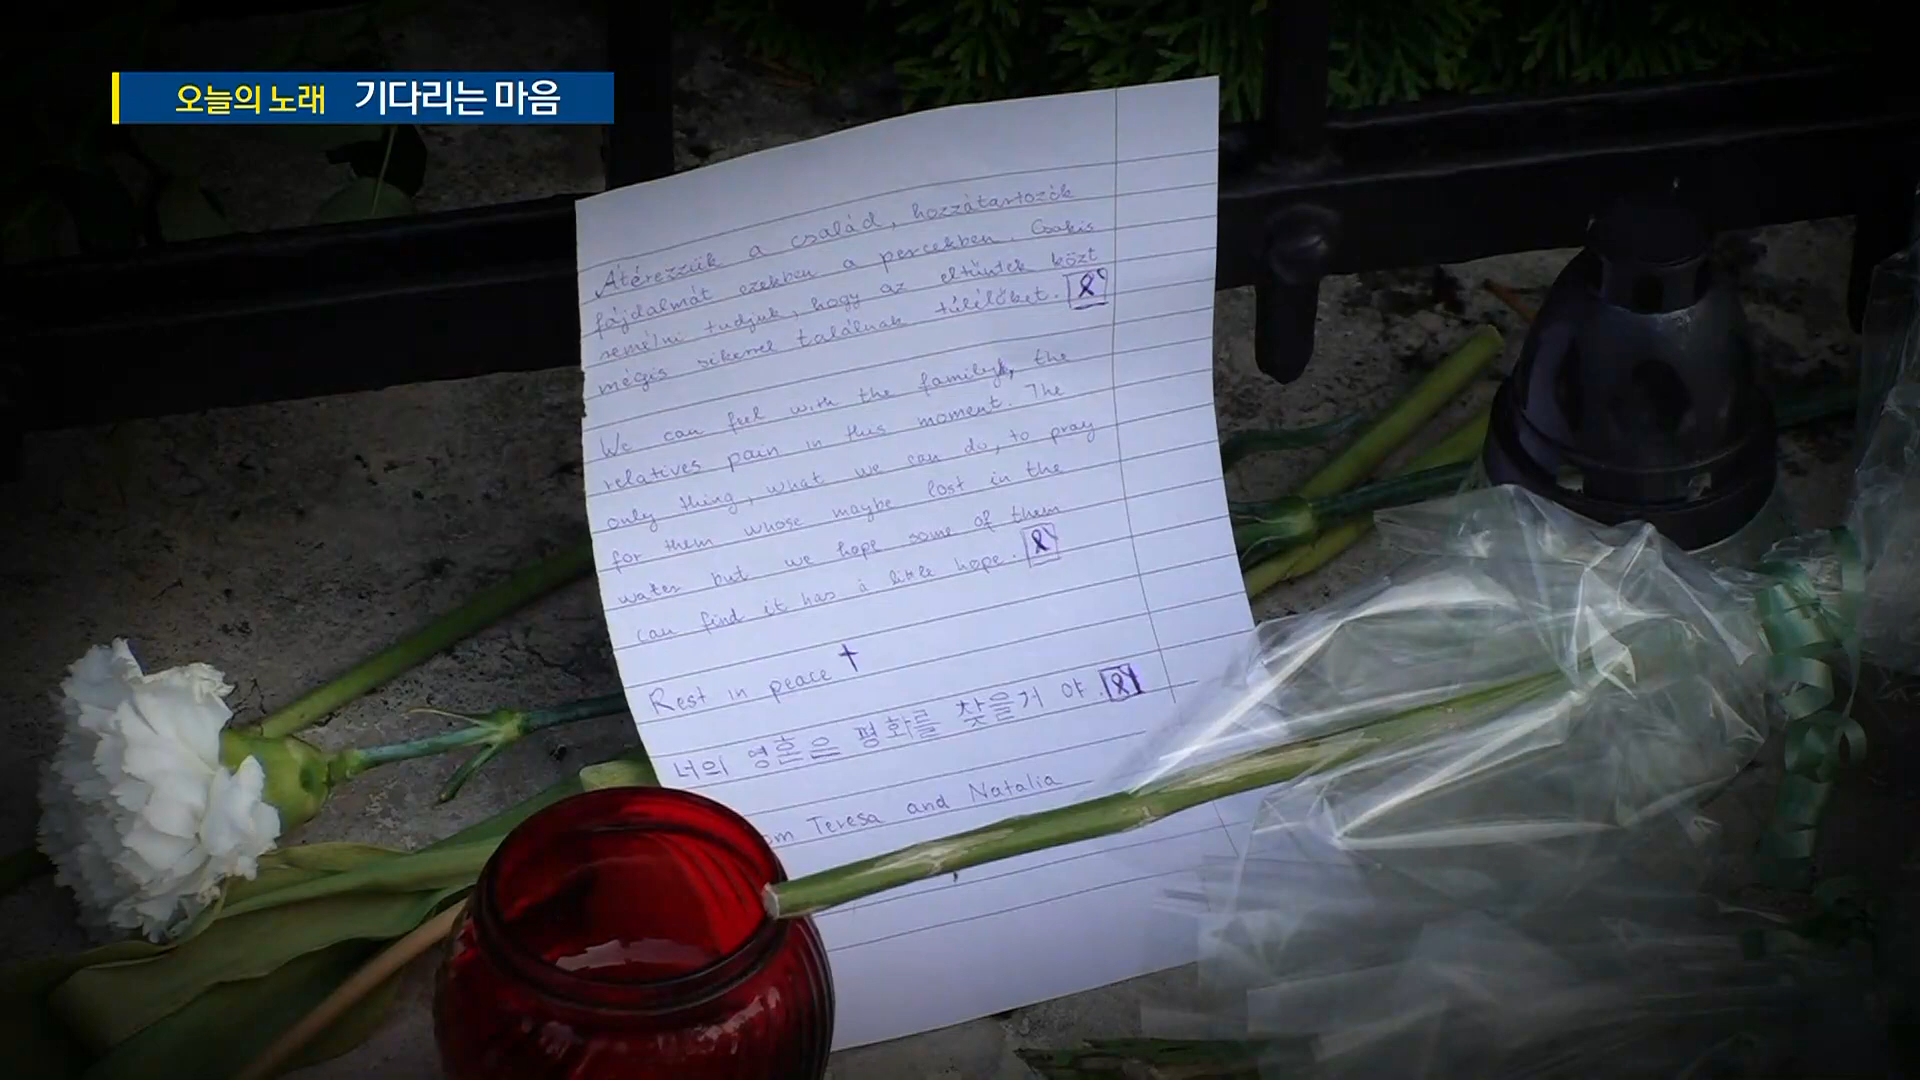 오늘의 노래 기다리는 마음
Átérezzük a család, hozzátartozók
fájdalmát ezekben a percekben. Csakis
remélni tudjuk, hogy az eltűntek közt
mégis sikerrel találnak túlélőket.
We can feel with the family, the
relatives pain in this moment. The
only thing, what we can do, to pray
for them whose maybe lost in the
water but we hope some of them
can find it has a little hope.
Rest in peace †
너의 영혼은 평화를 찾을거 야.
om Teresa and Natalia